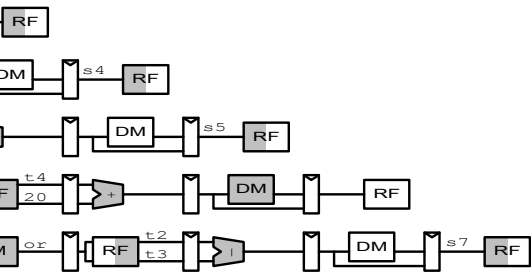 RF
DM s4 RF
DM s5 RF
F t4 + DM RF
20
M or RF t2 | DM s7 RF
t3